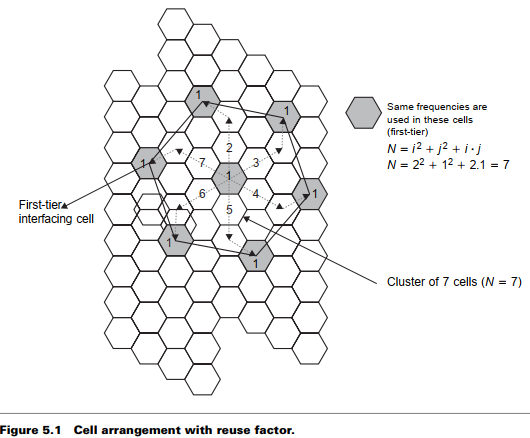 1
1
Same frequencies are
used in these cells
(first-tier)
N = i² + j² + i · j
N = 2² + 1² + 2.1 = 7
2
1
7
3
1
6
4
1
First-tier
interfacing cell
5
1
1
Cluster of 7 cells (N = 7)
Figure 5.1 Cell arrangement with reuse factor.